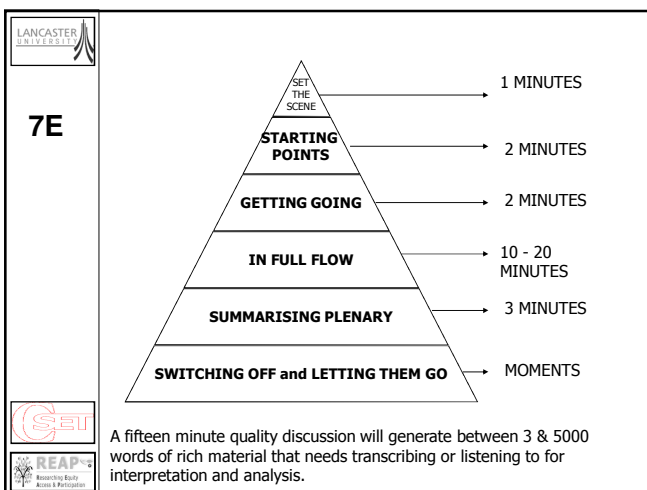 LANCASTER
UNIVERSITY
7E
SET
THE
SCENE
1 MINUTES
STARTING
POINTS
2 MINUTES
GETTING GOING
2 MINUTES
IN FULL FLOW
10 - 20
MINUTES
SUMMARISING PLENARY
3 MINUTES
SWITCHING OFF and LETTING THEM GO
MOMENTS
CSET
REAP
Researching Equity
Access & Participation
A fifteen minute quality discussion will generate between 3 & 5000
words of rich material that needs transcribing or listening to for
interpretation and analysis.